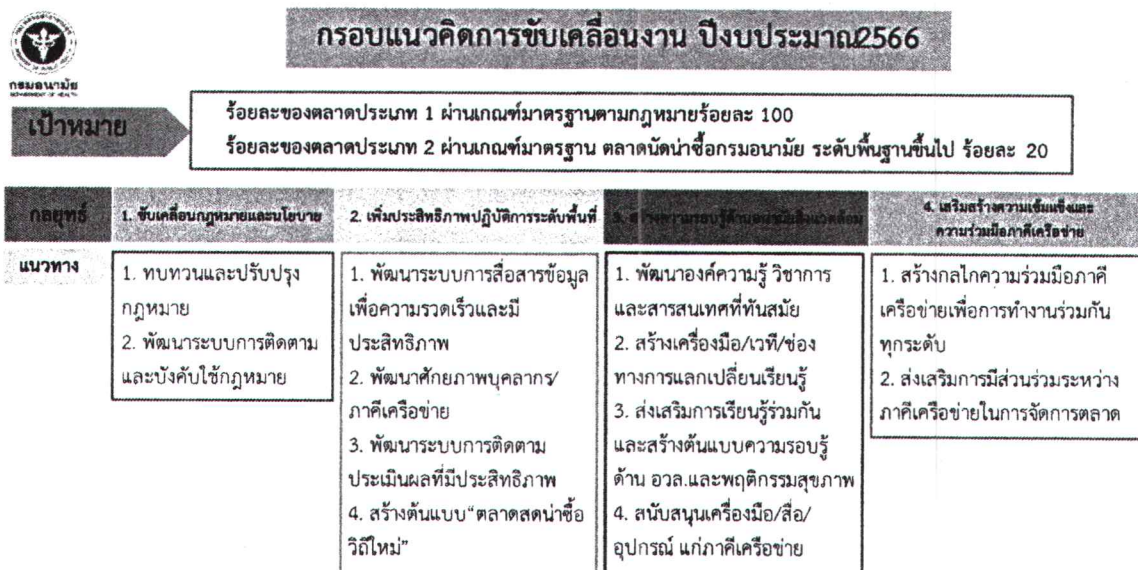 กรอบแนวคิดการขับเคลื่อนงาน ปีงบประมาณ2566
กรมอนามัย
เป้าหมาย
ร้อยละของตลาดประเภท 1 ผ่านเกณฑ์มาตรฐานตามกฎหมายร้อยละ 100
ร้อยละของตลาดประเภท 2 ผ่านเกณฑ์มาตรฐาน ตลาดนัดน่าซื้อกรมอนามัย ระดับพื้นฐานขึ้นไป ร้อยละ 20
กลยุทธ์
1. ขับเคลื่อนกฎหมายและนโยบาย
2. เพิ่มประสิทธิภาพปฏิบัติการระดับพื้นที่
3. สร้างความรอบรู้ด้านอนามัยสิ่งแวดล้อม
4. เสริมสร้างความเข้มแข็งและ
ความร่วมมือภาคีเครือข่าย
แนวทาง
1. ทบทวนและปรับปรุง
กฎหมาย
2. พัฒนาระบบการติดตาม
และบังคับใช้กฎหมาย
1. พัฒนาระบบการสื่อสารข้อมูล
เพื่อความรวดเร็วและมี
ประสิทธิภาพ
2. พัฒนาศักยภาพบุคลากร/
ภาคีเครือข่าย
3. พัฒนาระบบการติดตาม
ประเมินผลที่มีประสิทธิภาพ
4. สร้างต้นแบบ“ตลาดสดน่าซื้อ
วิถีใหม่”
1. พัฒนาองค์ความรู้ วิชาการ
และสารสนเทศที่ทันสมัย
2. สร้างเครื่องมือ/เวที/ช่อง
ทางการแลกเปลี่ยนเรียนรู้
3. ส่งเสริมการเรียนรู้ร่วมกัน
และสร้างต้นแบบความรอบรู้
ด้าน อวล.และพฤติกรรมสุขภาพ
4. สนับสนุนเครื่องมือ/สื่อ/
อุปกรณ์ แก่ภาคีเครือข่าย
1. สร้างกลไกความร่วมมือภาคี
เครือข่ายเพื่อการทำงานร่วมกัน
ทุกระดับ
2. ส่งเสริมการมีส่วนร่วมระหว่าง
ภาคีเครือข่ายในการจัดการตลาด